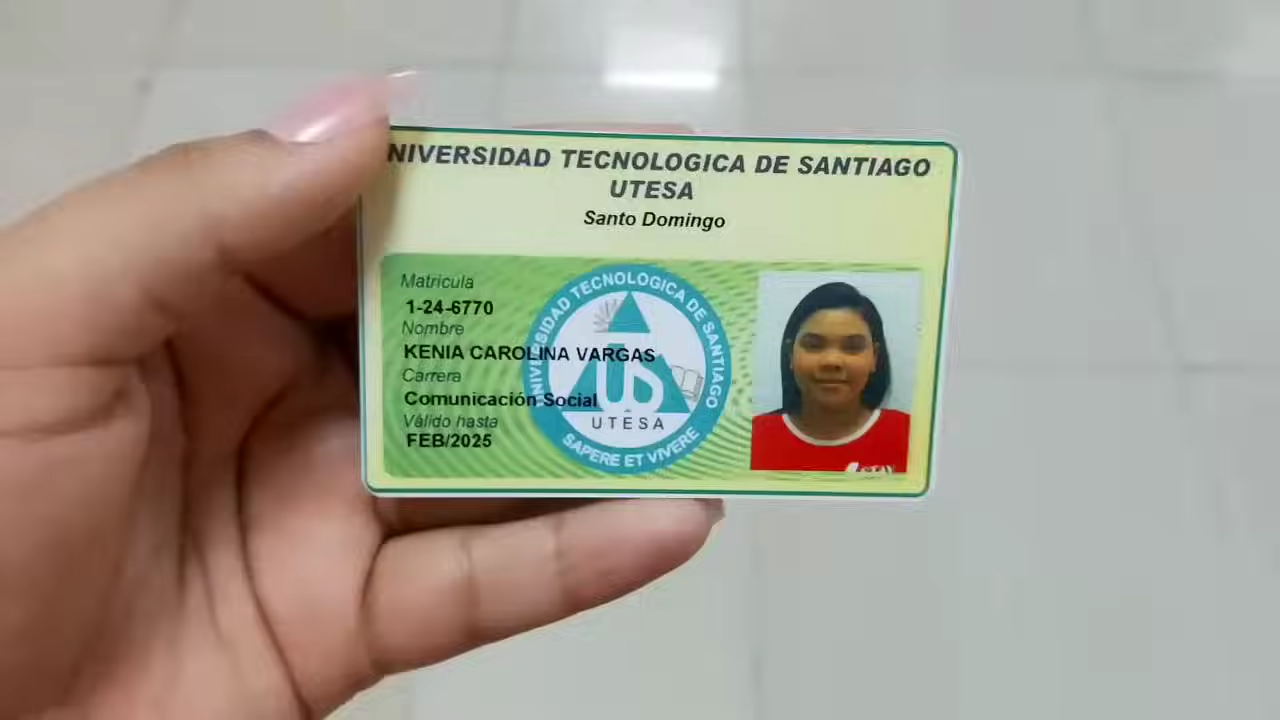 NIVERSIDAD TECNOLOGICA DE SANTIAGO
UTESA
Santo Domingo
Matricula
1-24-6770
Nombre
KENIA CAROLINA VARGAS
Carrera
Comunicación Social
Válido hasta
FEB/2025
UNIVERSIDAD TECNOLOGICA DE SANTIAGO
UTESA
SAPERE ET VIVERE